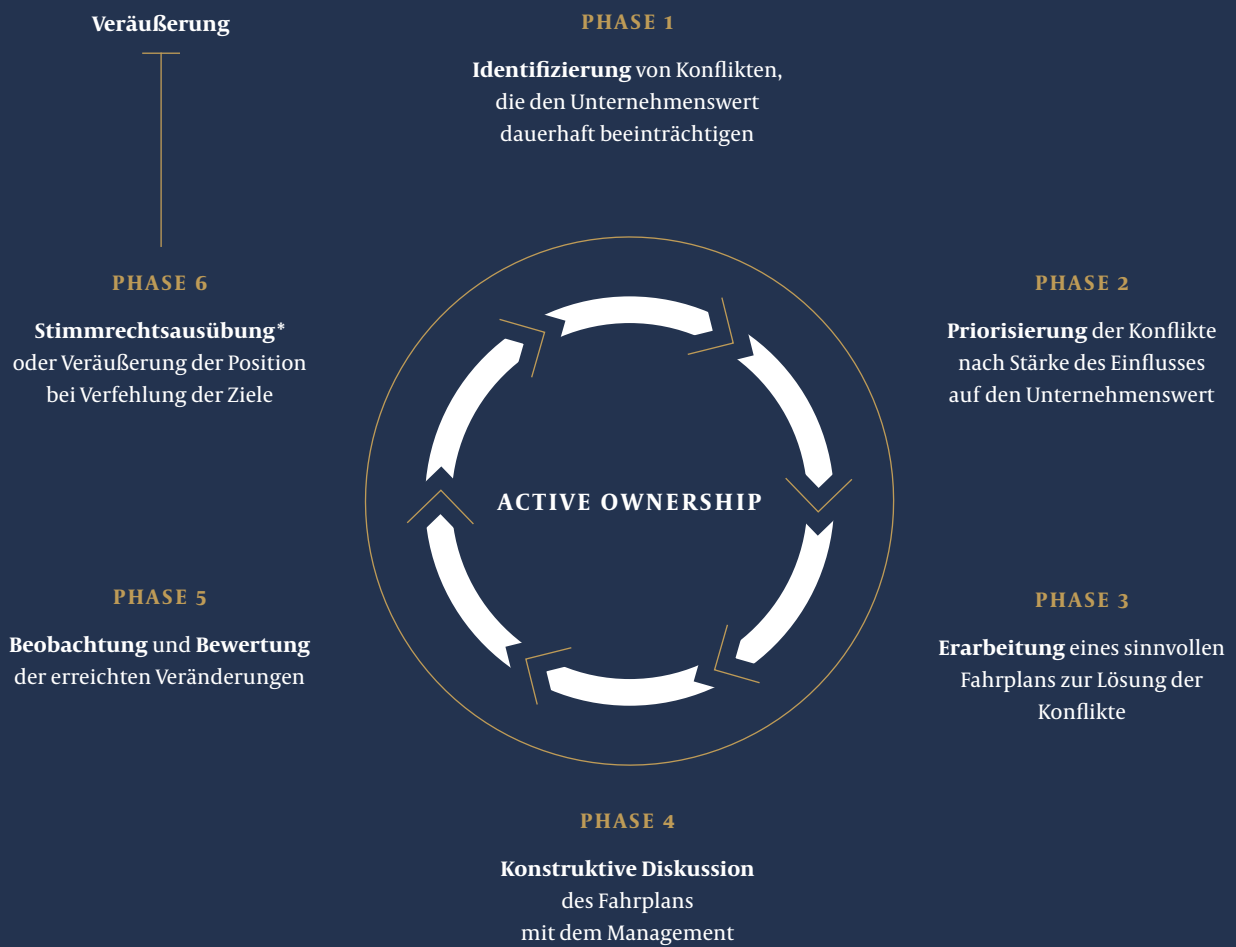 Veräußerung
PHASE 1
Identifizierung von Konflikten,
die den Unternehmenswert
dauerhaft beeinträchtigen
PHASE 6
Stimmrechtsausübung*
oder Veräußerung der Position
bei Verfehlung der Ziele
PHASE 2
Priorisierung der Konflikte
nach Stärke des Einflusses
auf den Unternehmenswert
ACTIVE OWNERSHIP
PHASE 5
Beobachtung und Bewertung
der erreichten Veränderungen
PHASE 3
Erarbeitung eines sinnvollen
Fahrplans zur Lösung der
Konflikte
PHASE 4
Konstruktive Diskussion
des Fahrplans
mit dem Management